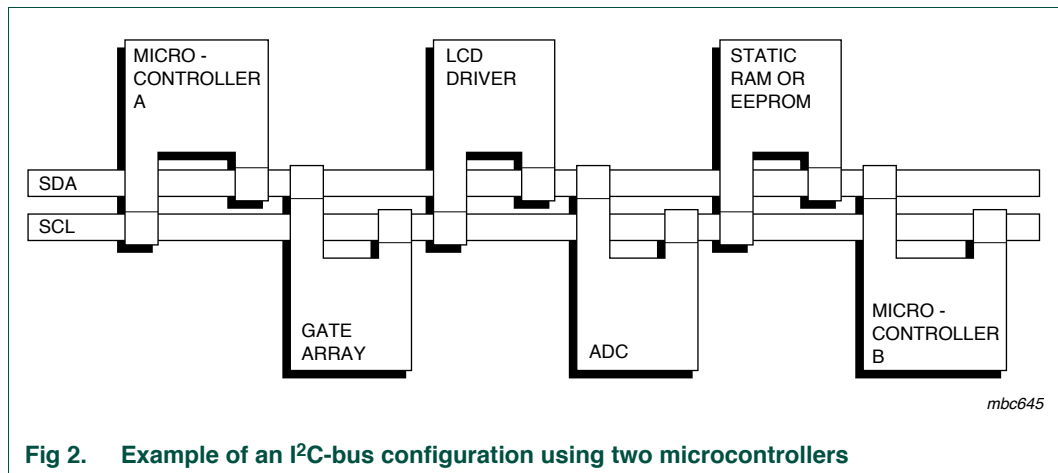 MICRO -
CONTROLLER
A
LCD
DRIVER
STATIC
RAM OR
EEPROM
SDA
SCL
GATE
ARRAY
ADC
MICRO -
CONTROLLER
B
mbc645
Fig 2. Example of an I²C-bus configuration using two microcontrollers